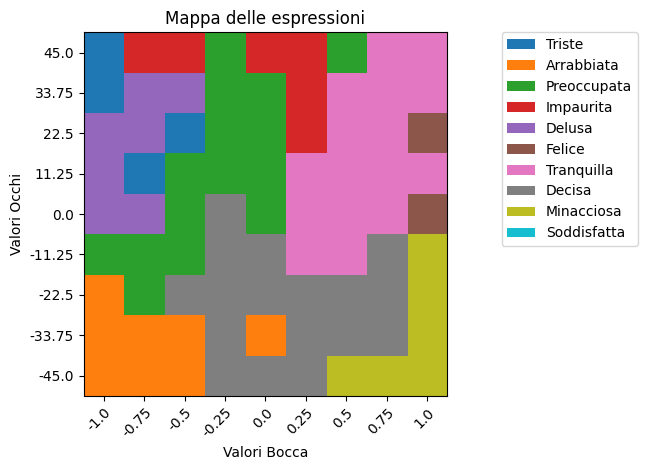 Mappa delle espressioni
Valori Occhi
45.0
33.75
22.5
11.25
0.0
-11.25
-22.5
-33.75
-45.0
-1.0
-0.75
-0.5
-0.25
0.0
0.25
0.5
0.75
1.0
Valori Bocca
Triste
Arrabbiata
Preoccupata
Impaurita
Delusa
Felice
Tranquilla
Decisa
Minacciosa
Soddisfatta